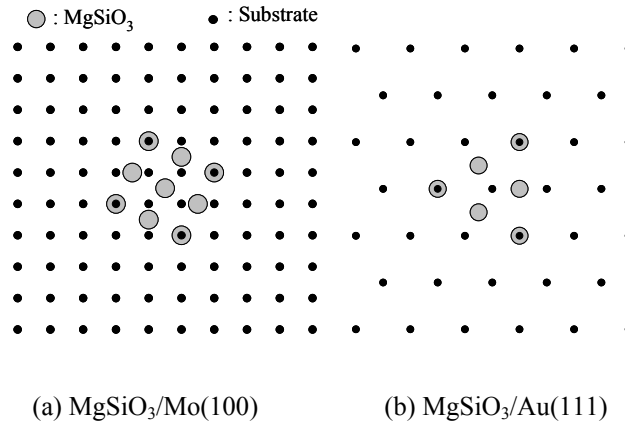 : MgSiO₃ : Substrate
(a) MgSiO₃/Mo(100) (b) MgSiO₃/Au(111)